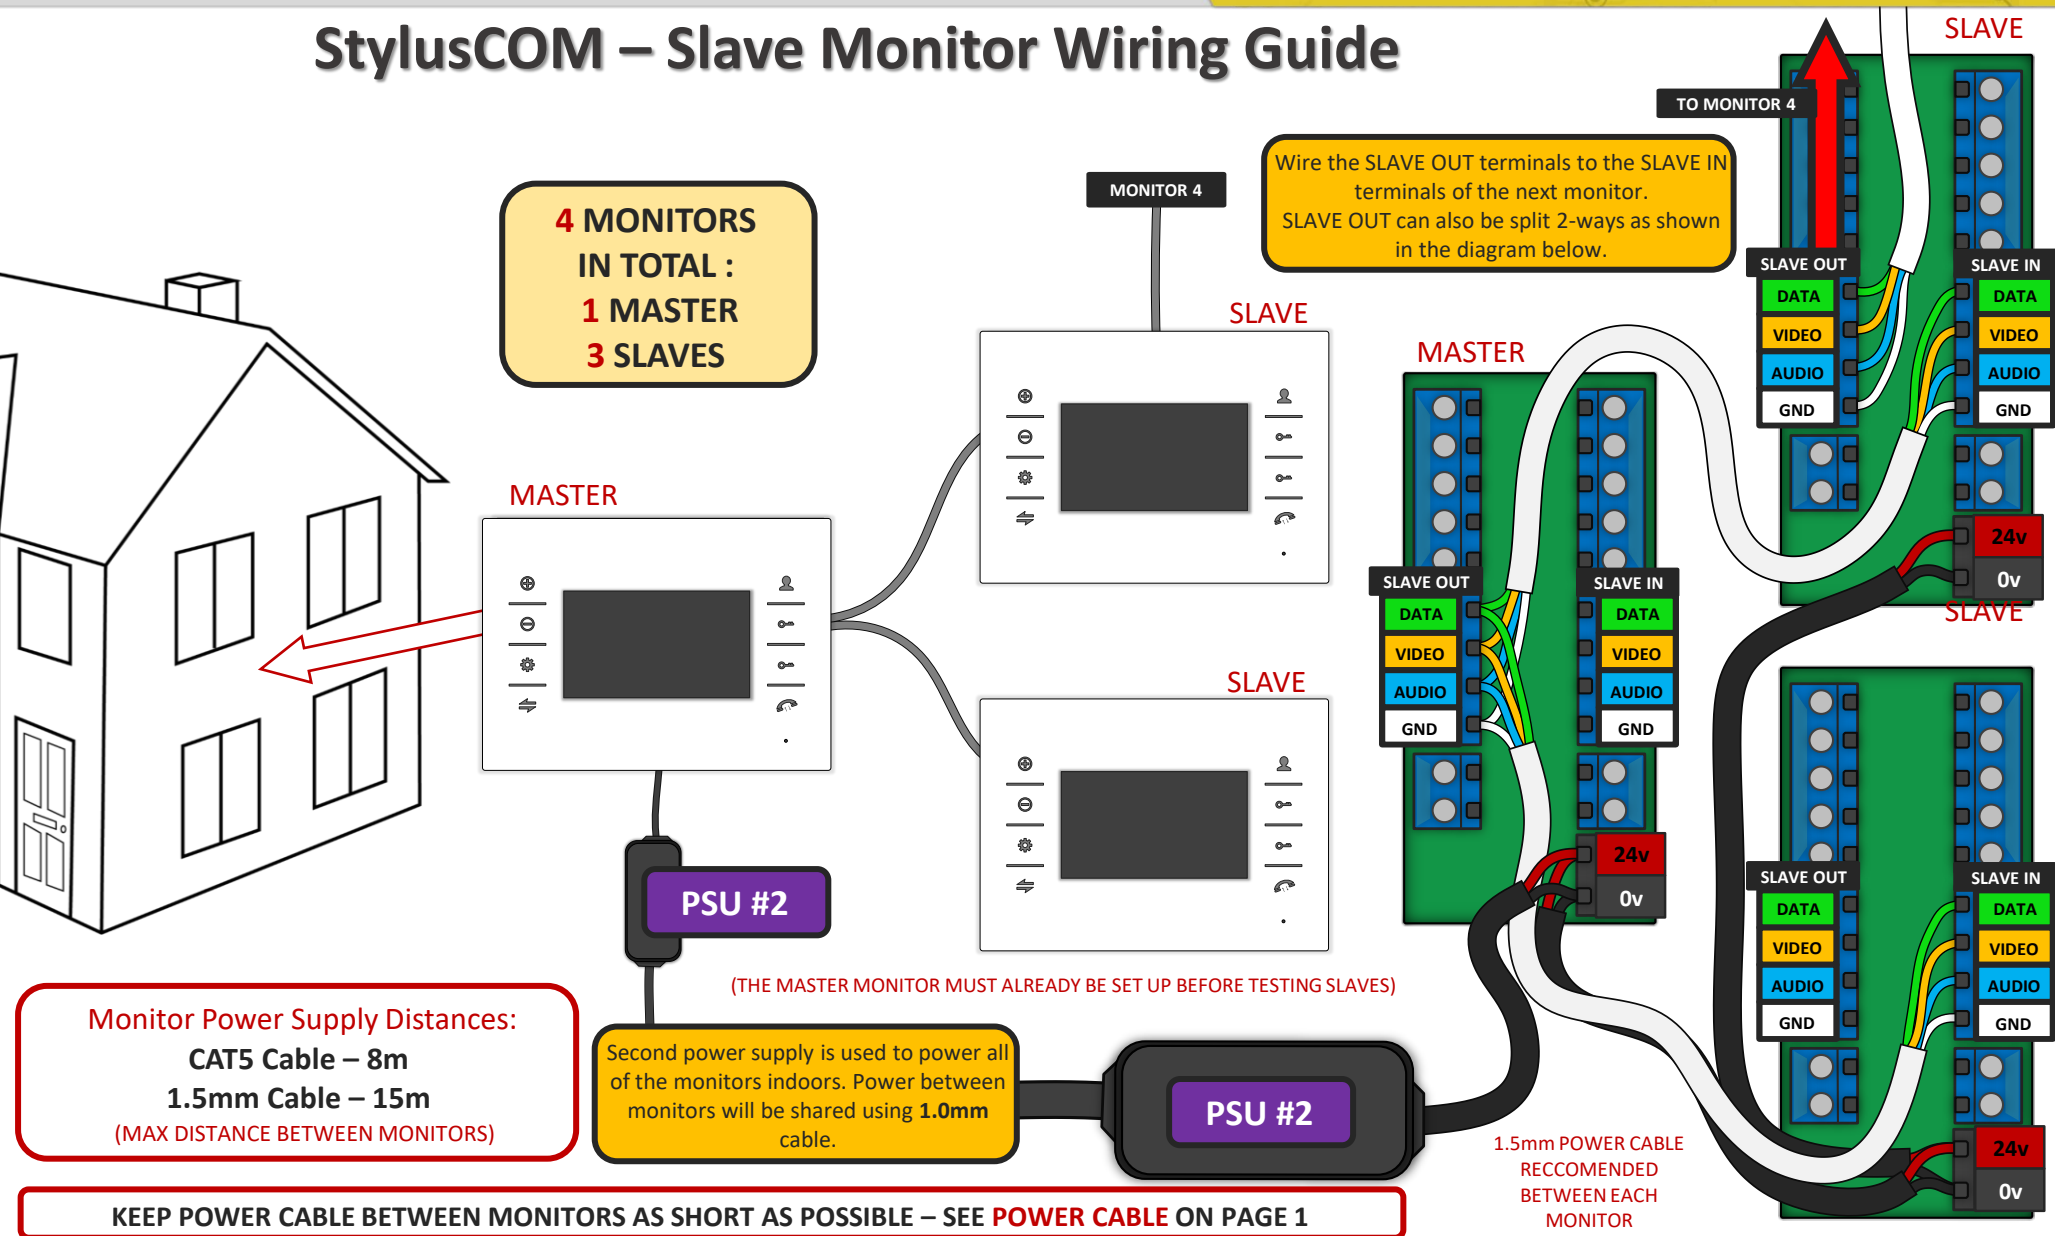 StylusCOM – Slave Monitor Wiring Guide
4 MONITORS
IN TOTAL :
1 MASTER
3 SLAVES
MONITOR 4
Wire the SLAVE OUT terminals to the SLAVE IN
terminals of the next monitor.
SLAVE OUT can also be split 2-ways as shown
in the diagram below.
SLAVE
TO MONITOR 4
SLAVE OUT
DATA
VIDEO
AUDIO
GND
SLAVE IN
DATA
VIDEO
AUDIO
GND
24v
0v
SLAVE
MASTER
SLAVE
MASTER
SLAVE OUT
DATA
VIDEO
AUDIO
GND
SLAVE IN
DATA
VIDEO
AUDIO
GND
24v
0v
SLAVE
SLAVE OUT
DATA
VIDEO
AUDIO
GND
SLAVE IN
DATA
VIDEO
AUDIO
GND
24v
0v
PSU #2
(THE MASTER MONITOR MUST ALREADY BE SET UP BEFORE TESTING SLAVES)
Monitor Power Supply Distances:
CAT5 Cable – 8m
1.5mm Cable – 15m
(MAX DISTANCE BETWEEN MONITORS)
Second power supply is used to power all
of the monitors indoors. Power between
monitors will be shared using 1.0mm
cable.
PSU #2
1.5mm POWER CABLE
RECCOMENDED
BETWEEN EACH
MONITOR
KEEP POWER CABLE BETWEEN MONITORS AS SHORT AS POSSIBLE – SEE POWER CABLE ON PAGE 1